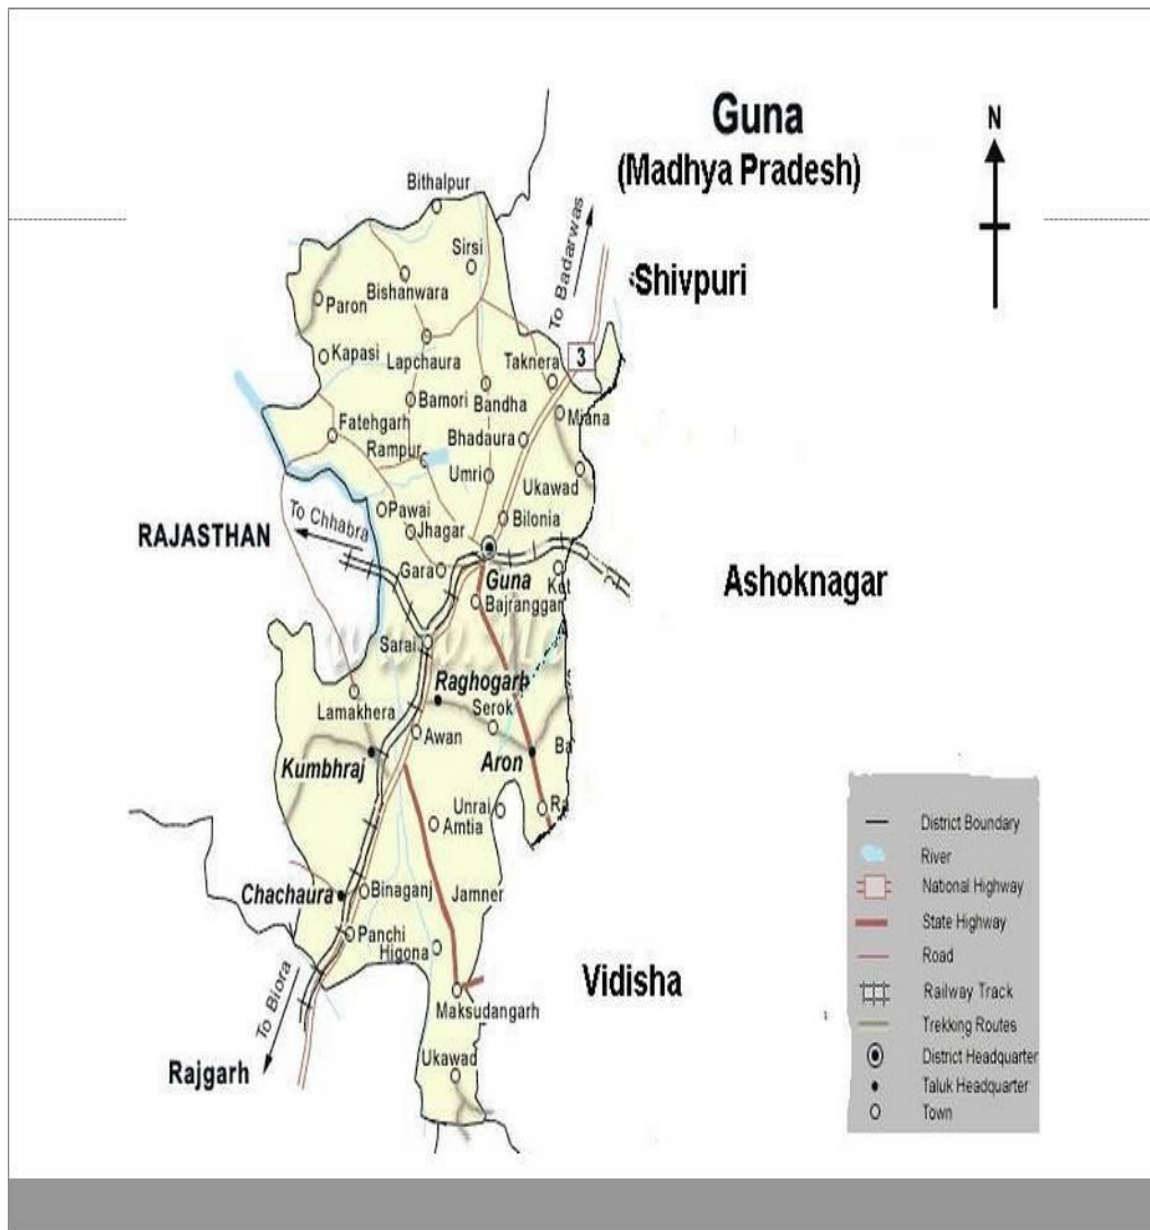 Guna
(Madhya Pradesh)
N
Bithalpur
To Badarwas
Sirsi
Shivpuri
Bishanwara
Paron
Kapasi
Lapchaura
Taknera
3
Bamori
Bandha
Miana
Fatehgarh
Bhadaura
Rampur
Umri
Ukawad
To Chhabra
Pawai
Bilonia
RAJASTHAN
Jhagar
Gara
Guna
Ashoknagar
Bajranggar
Sarai
Raghogarh
Lamakhera
Serok
Awan
Ba
Kumbhraj
Aron
Unrai
Ra
Amtia
District Boundary
River
Chachaura
Binaganj
Jamner
National Highway
State Highway
Panchi
Higona
Road
Vidisha
To Biora
Railway Track
Maksudangarh
Trekking Routes
Rajgarh
Ukawad
District Headquarter
Taluk Headquarter
Town